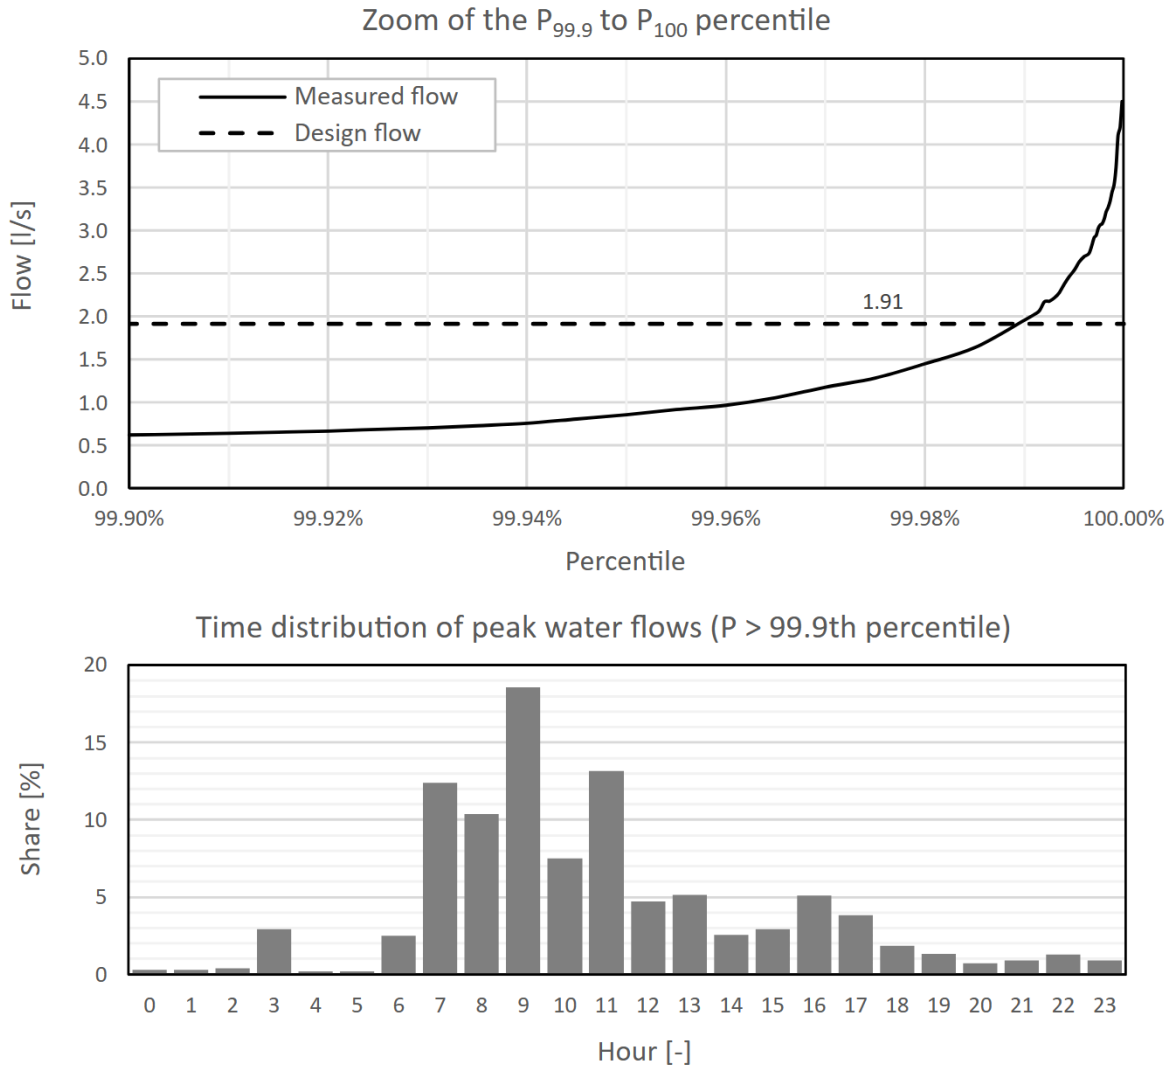 Zoom of the P99.9 to P100 percentile
5.0
4.5
4.0
3.5
3.0
2.5
2.0
1.5
1.0
0.5
0.0
Flow [l/s]
Measured flow
Design flow
1.91
99.90% 99.92% 99.94% 99.96% 99.98% 100.00%
Percentile
Time distribution of peak water flows (P > 99.9th percentile)
20
15
10
5
0
Share [%]
0 1 2 3 4 5 6 7 8 9 10 11 12 13 14 15 16 17 18 19 20 21 22 23
Hour [-]